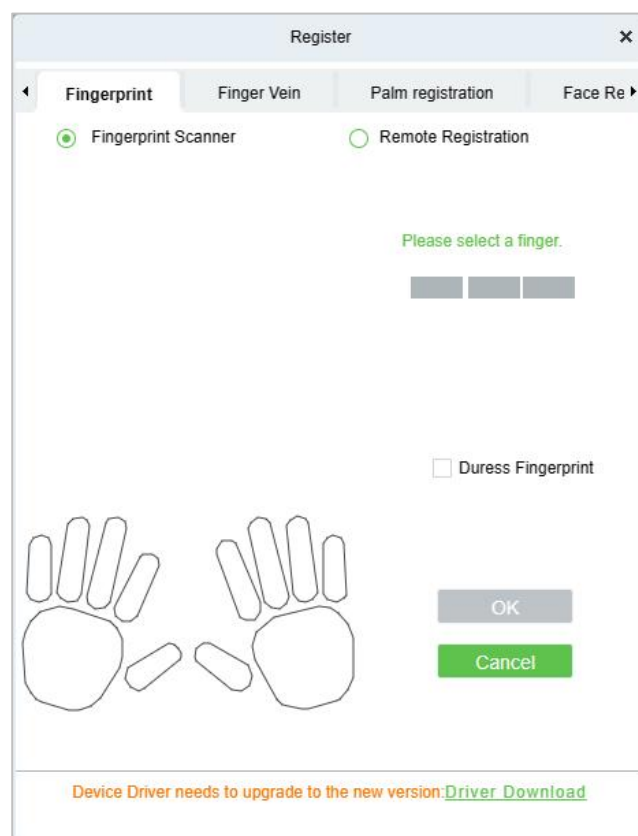 Register
Fingerprint Finger Vein Palm registration Face Re
Fingerprint Scanner Remote Registration
Please select a finger.
Duress Fingerprint
OK
Cancel
Device Driver needs to upgrade to the new version:Driver Download